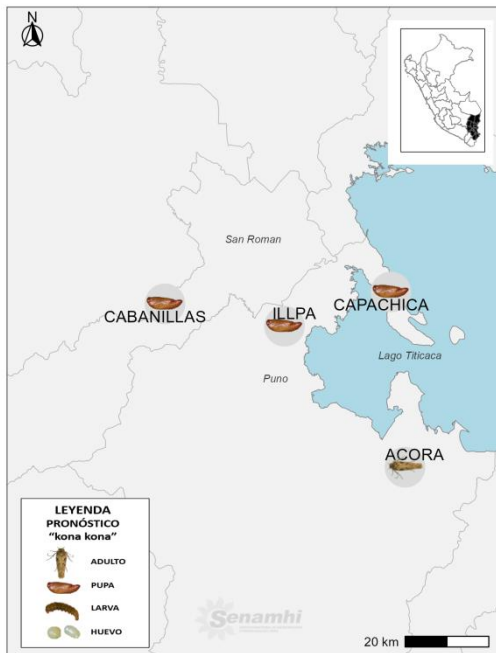 N
San Roman
CABANILLAS
ILLPA
CAPACHICA
Lago Titicaca
Puno
ACORA
LEYENDA
PRONÓSTICO
“kona kona”
ADULTO
PUPA
LARVA
HUEVO
Senamhi
20 km